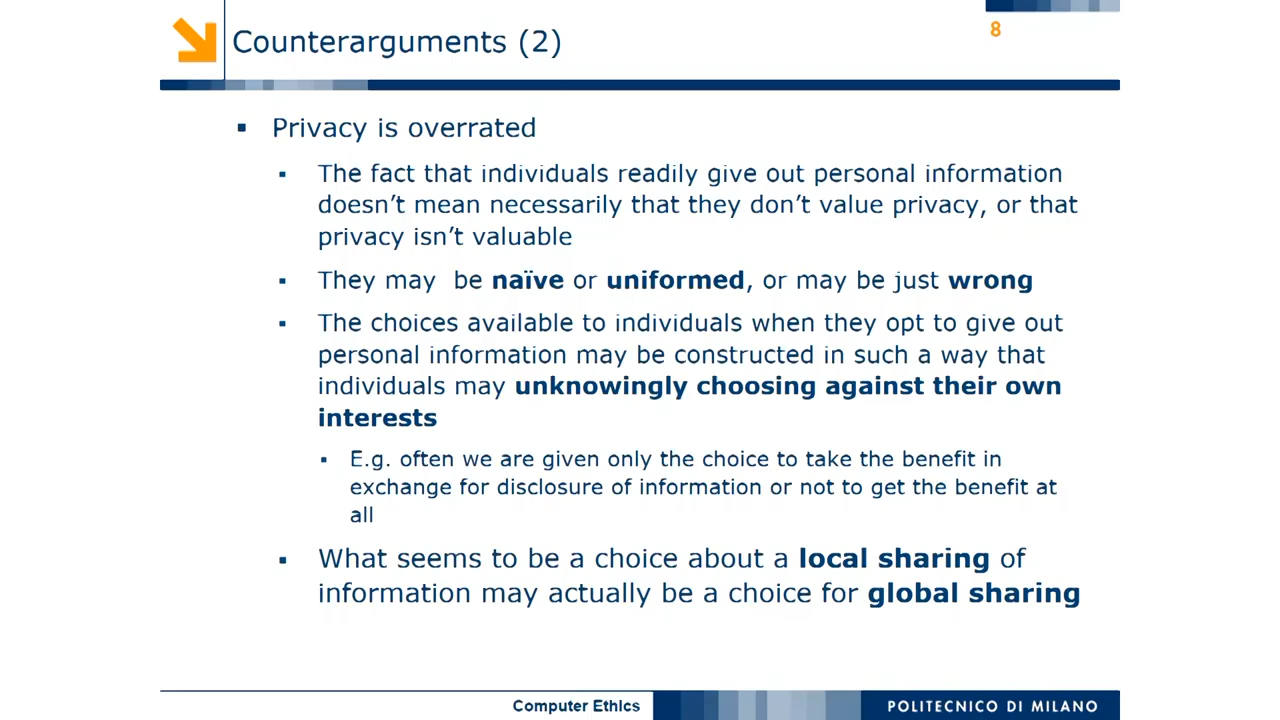 Counterarguments (2)
8
Privacy is overrated
The fact that individuals readily give out personal information
doesn't mean necessarily that they don't value privacy, or that
privacy isn't valuable
They may be naïve or uniformed, or may be just wrong
The choices available to individuals when they opt to give out
personal information may be constructed in such a way that
individuals may unknowingly choosing against their own
interests
E.g. often we are given only the choice to take the benefit in
exchange for disclosure of information or not to get the benefit at
all
What seems to be a choice about a local sharing of
information may actually be a choice for global sharing
Computer Ethics
POLITECNICO DI MILANO